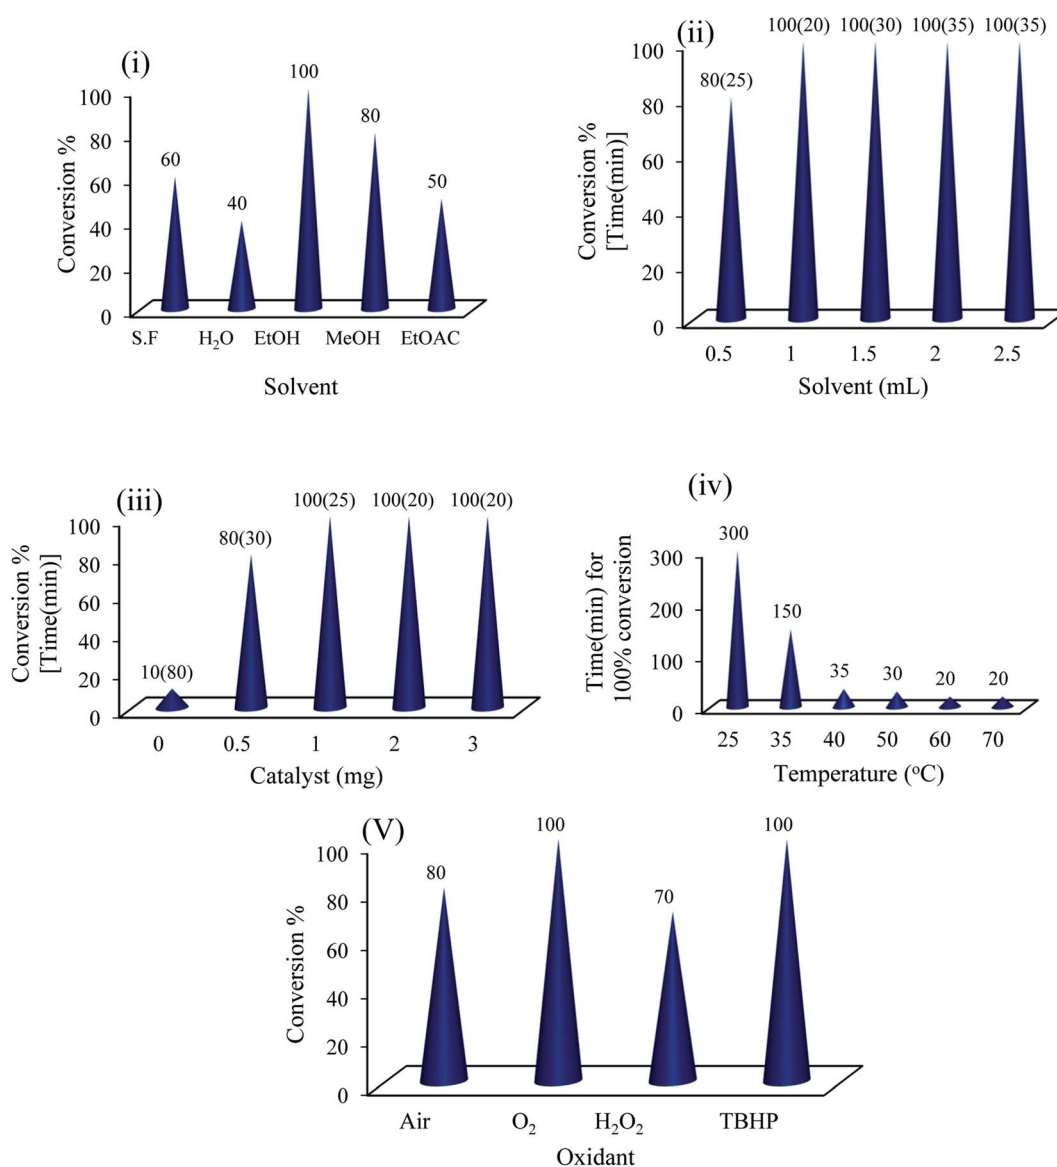 (i)
Conversion %
100
80
60
40
20
0
60
40
100
80
50
S.F H₂O EtOH MeOH EtOAC
Solvent
(ii)
Conversion %
[Time(min)]
100
80
60
40
20
0
80(25)
100(20) 100(30) 100(35) 100(35)
0.5 1 1.5 2 2.5
Solvent (mL)
(iii)
Conversion %
[Time(min)]
100
80
60
40
20
0
10(80)
80(30)
100(25) 100(20) 100(20)
0 0.5 1 2 3
Catalyst (mg)
(iv)
Time(min) for
100% conversion
300
200
100
0
300
150
35 30 20 20
25 35 40 50 60 70
Temperature (°C)
(V)
Conversion %
100
80
60
40
20
0
80
100
70
100
Air O₂ H₂O₂ TBHP
Oxidant